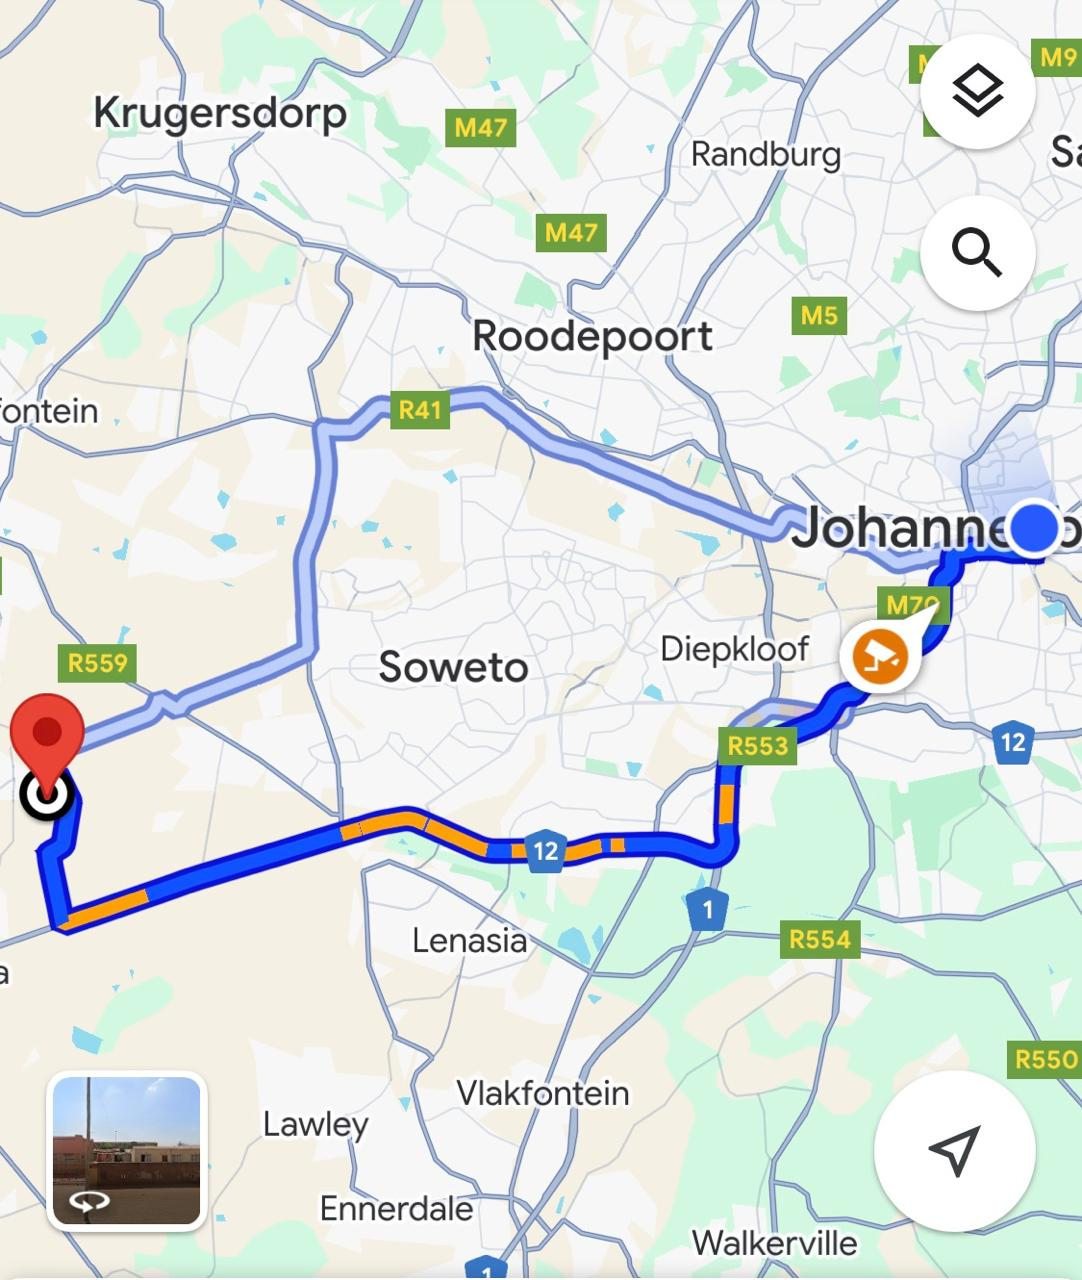 M9
Krugersdorp
M47
Randburg
M47
M5
Roodepoort
fontein
R41
Johanne
M70
Diepkloof
R559
Soweto
R553
12
12
1
Lenasia
R554
a
R550
Vlakfontein
Lawley
Ennerdale
Walkerville
1